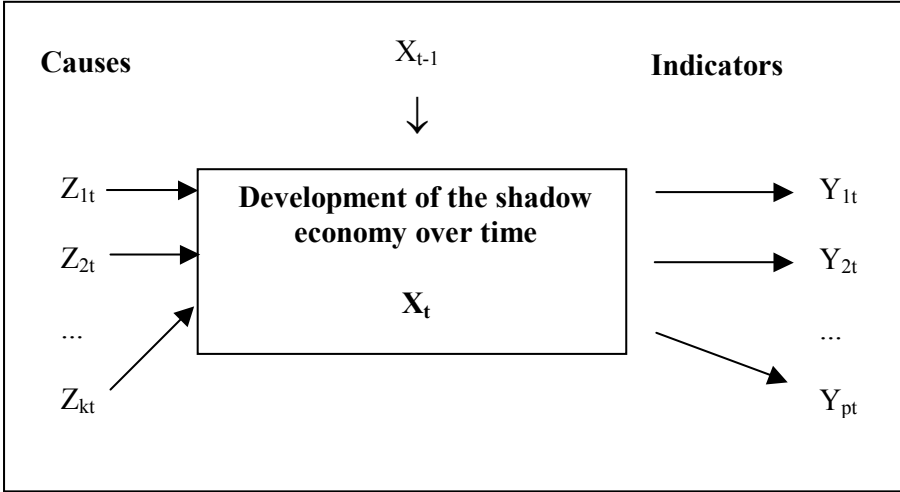 Causes
X_{t-1}
Indicators
Z_{1t}
Z_{2t}
...
Z_{kt}
Development of the shadow
economy over time
X_t
Y_{1t}
Y_{2t}
...
Y_{pt}